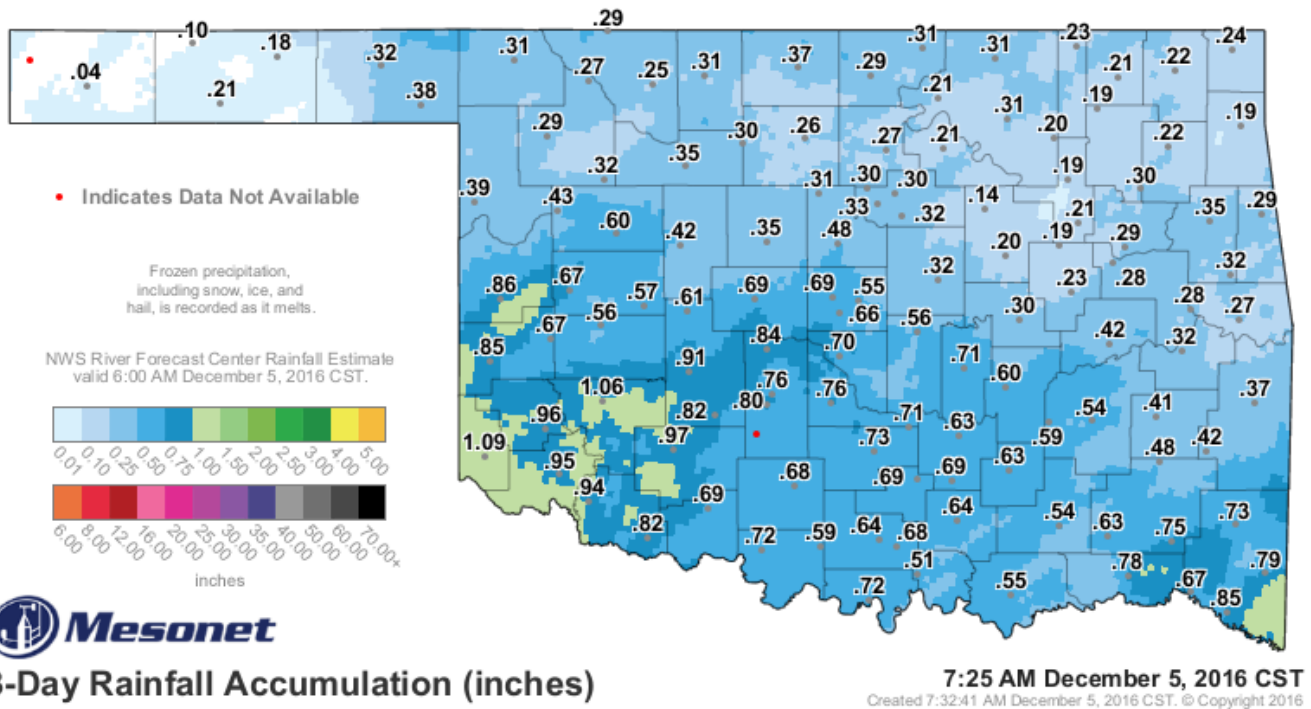 .29
.10 .18 .32 .31 .27 .25 .31 .37 .29 .31 .31 .23 .24
.04 .21 .38 .21 .21 .22
.29 .30 .26 .27 .21 .31 .20 .19 .22 .19
.32 .35 .31 .30 .30 .19 .30
• Indicates Data Not Available
.39 .43 .60 .42 .35 .48 .33 .32 .14 .21 .35 .29
.20 .19 .29
Frozen precipitation,
including snow, ice, and
hail, is recorded as it melts.
.86 .67 .57 .61 .69 .69 .55 .32 .23 .28 .32
.67 .56 .66 .56 .30 .28 .27
NWS River Forecast Center Rainfall Estimate
valid 6:00 AM December 5, 2016 CST.
.85 .91 .84 .70 .71 .42 .32
1.06 .76 .76 .60 .37
.96 .82 .80 .71 .63 .54 .41
1.09 .97 .73 .59 .48 .42
.95 .68 .69 .69 .63
.94 .69 .64 .54 .63 .73
.82 .72 .59 .64 .68 .75
.51 .78 .79
.72 .55 .67 .85
0.01 0.10 0.25 0.50 0.75 1.00 1.50 2.00 2.50 3.00 4.00 5.00
6.00 8.00 12.00 16.00 20.00 25.00 30.00 35.00 40.00 50.00 60.00 70.00+
inches
Mesonet
-Day Rainfall Accumulation (inches)
7:25 AM December 5, 2016 CST
Created 7:32:41 AM December 5, 2016 CST. © Copyright 2016